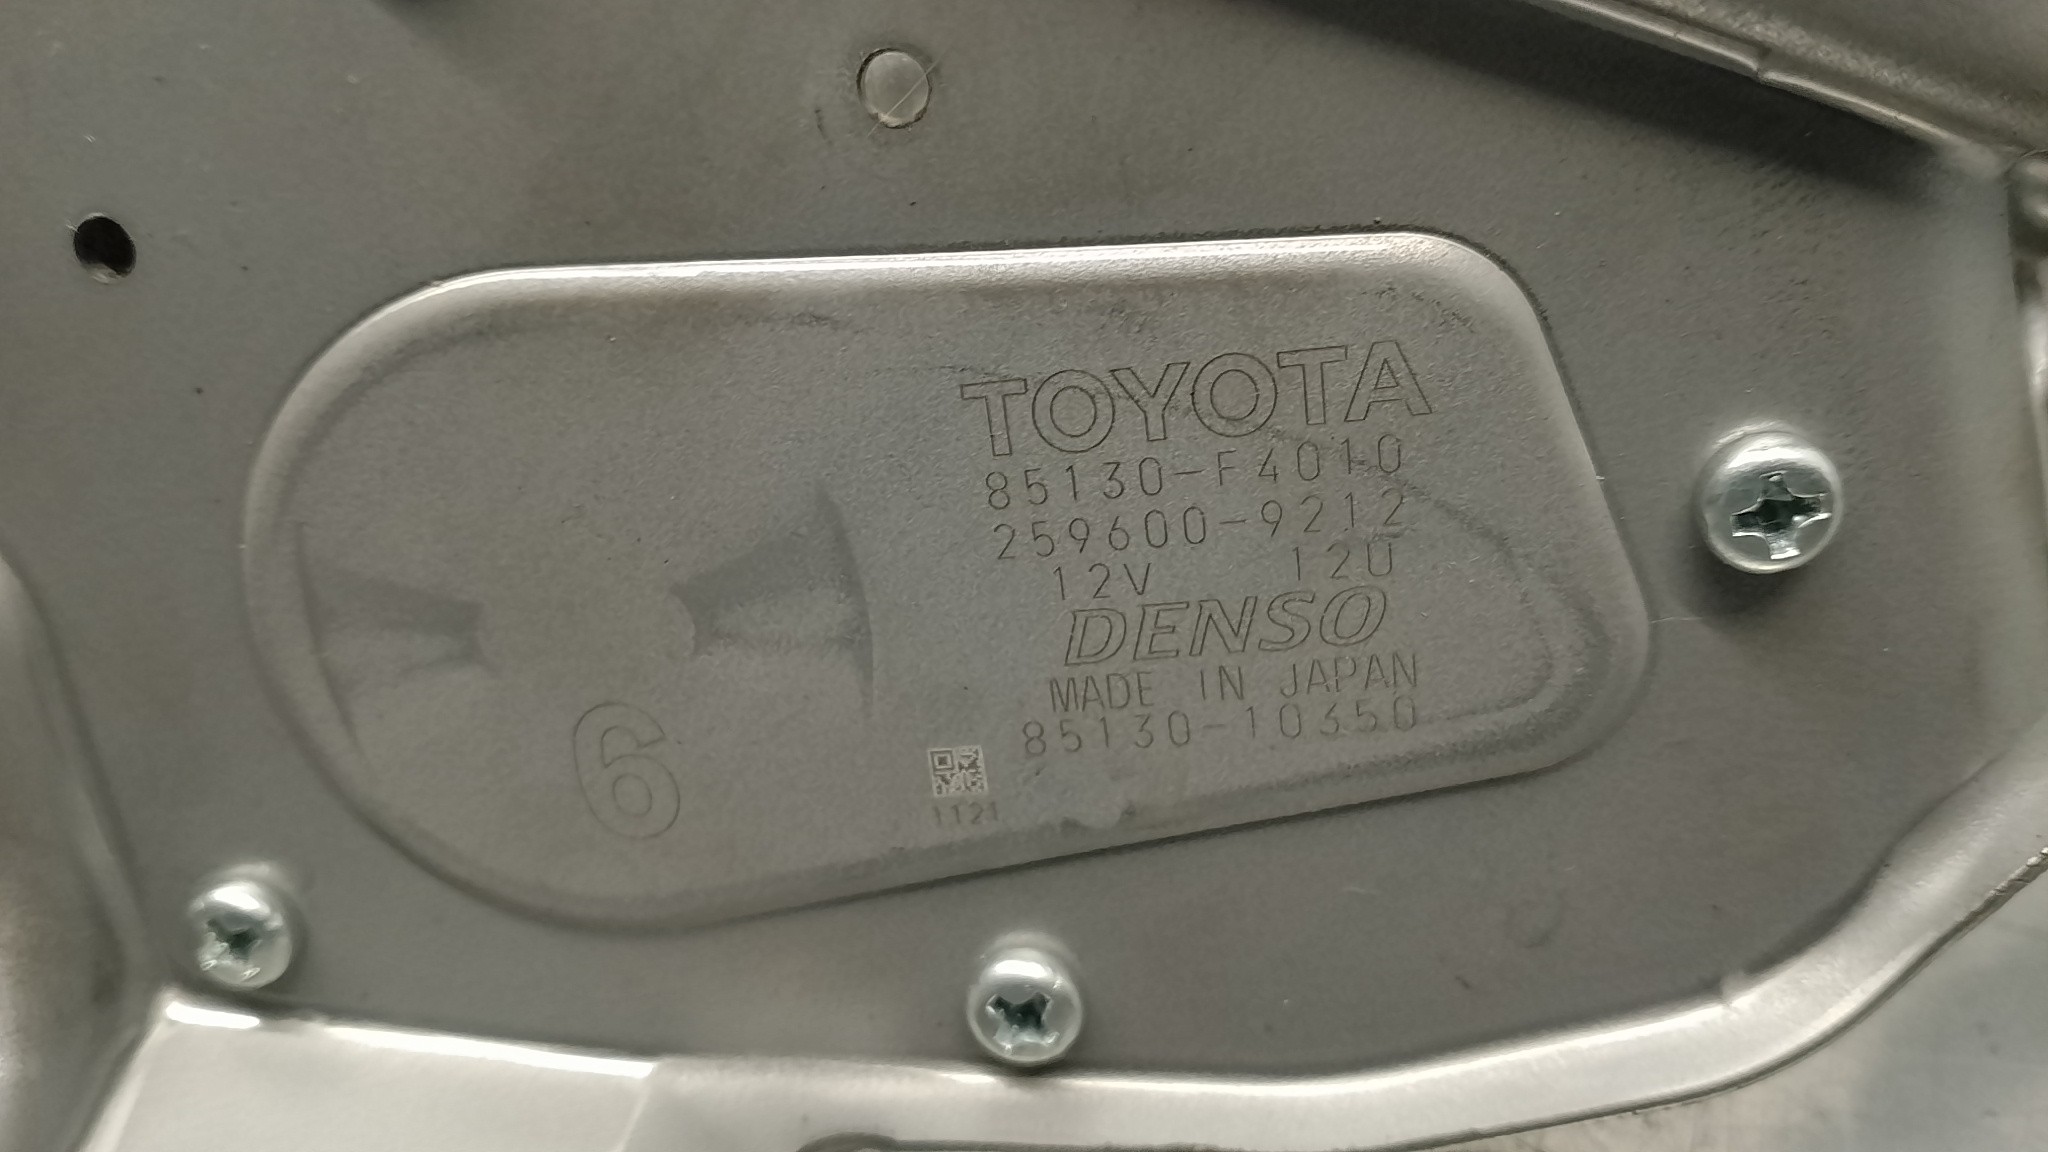 TOYOTA
85130-F4010
259600-9212
12V 12U
DENSO
MADE IN JAPAN
85130-10350
6
1121